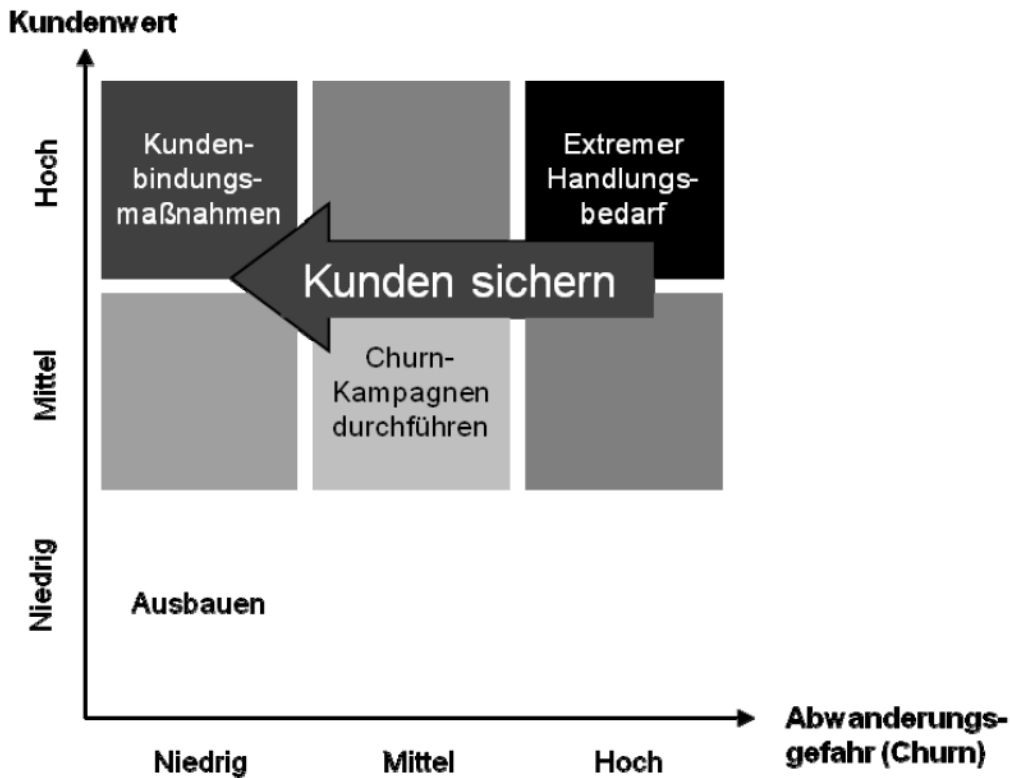 Kundenwert
Hoch
Kunden-
bindungs-
maßnahmen
Extremer
Handlungs-
bedarf
Kunden sichern
Mittel
Churn-
Kampagnen
durchführen
Niedrig
Ausbauen
Abwanderungs-
gefahr (Churn)
Niedrig
Mittel
Hoch